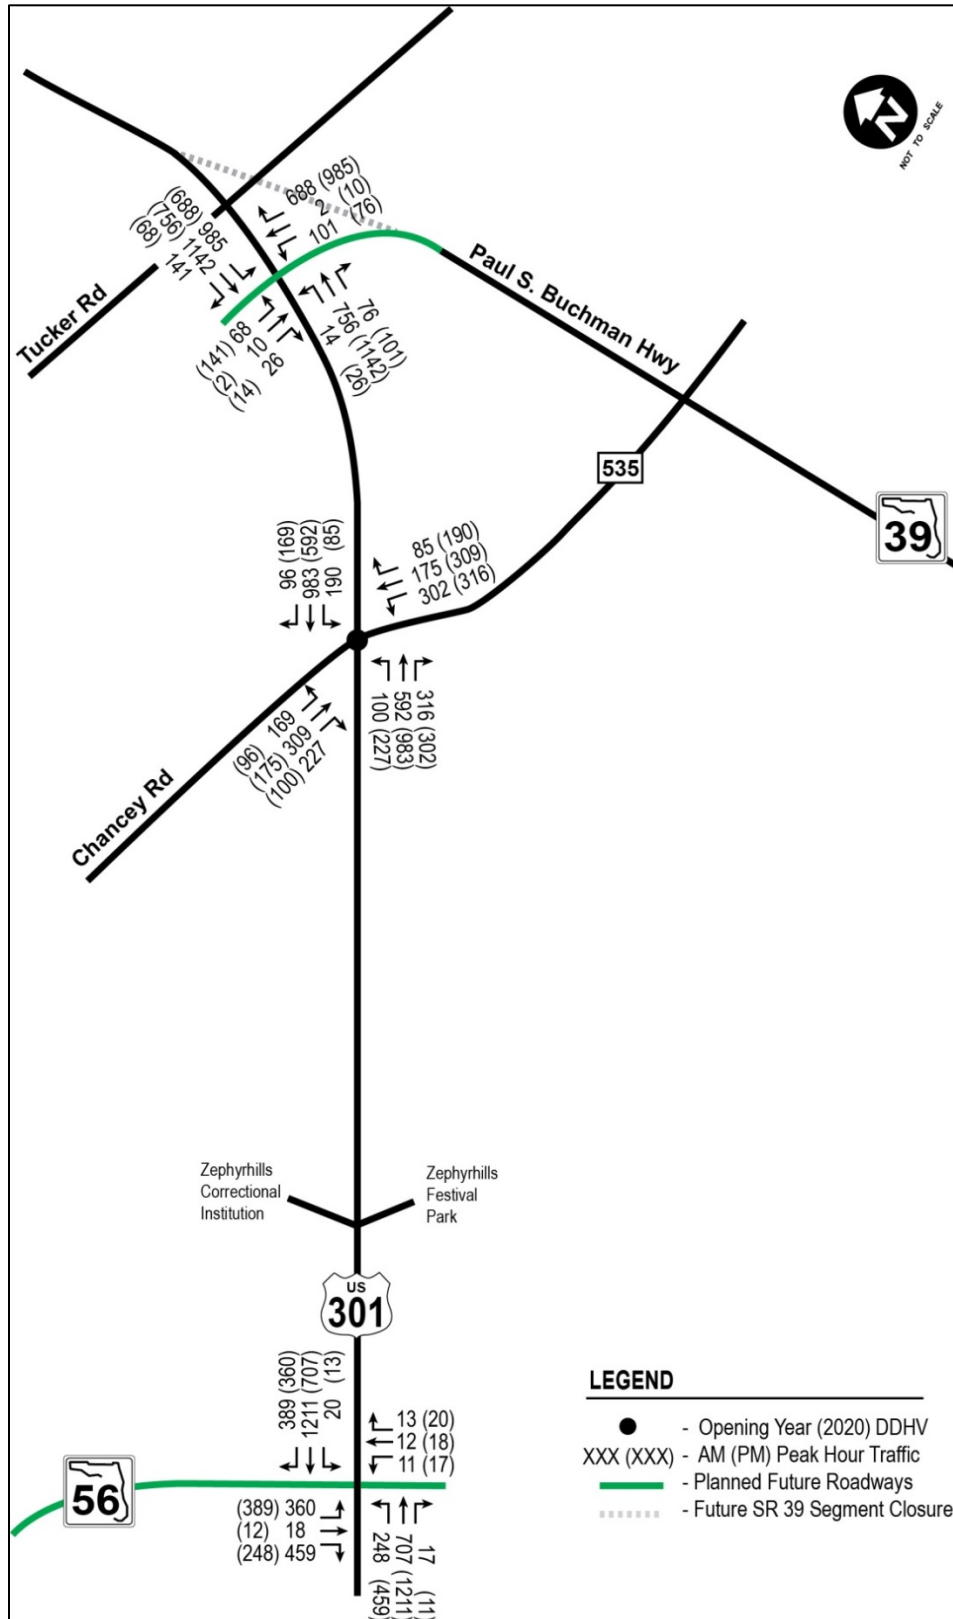 N
NOT TO SCALE
688 (985)
2 (10)
101 (76)
(688) 985
(756) 1142
(68) 141
Tucker Rd
Paul S. Buchman Hwy
(141) 68
(2) 10
(14) 26
76 (101)
756 (1142)
14 (26)
535
39
96 (169)
983 (592)
190 (85)
85 (190)
175 (309)
302 (316)
(96) 169
(175) 309
(100) 227
316 (302)
592 (983)
100 (227)
Chancey Rd
Zephyrhills
Correctional
Institution
Zephyrhills
Festival
Park
US
301
389 (360)
1211 (707)
20 (13)
13 (20)
12 (18)
11 (17)
56
(389) 360
(12) 18
(248) 459
17 (11)
707 (1211)
248 (459)
LEGEND
- Opening Year (2020) DDHV
XXX (XXX) - AM (PM) Peak Hour Traffic
- Planned Future Roadways
- Future SR 39 Segment Closure